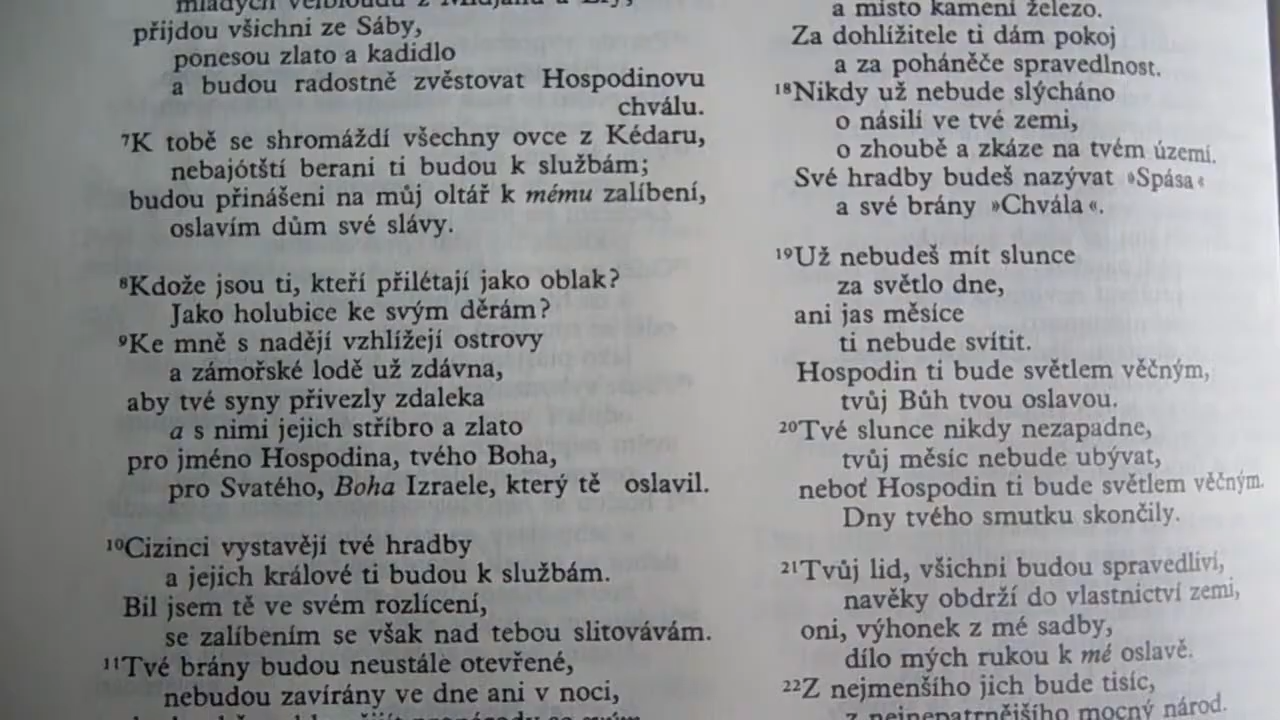 mladých velbloudů z Midjánu a Éfy,
přijdou všichni ze Sáby,
ponesou zlato a kadidlo
a budou radostně zvěstovat Hospodinovu
chválu.
⁷K tobě se shromáždí všechny ovce z Kédaru,
nebajótští berani ti budou k službám;
budou přinášeni na můj oltář k mému zalíbení,
oslavím dům své slávy.
⁸Kdože jsou ti, kteří přilétají jako oblak?
Jako holubice ke svým děrám?
⁹Ke mně s nadějí vzhlížejí ostrovy
a zámořské lodě už zdávna,
aby tvé syny přivezly zdaleka
a s nimi jejich stříbro a zlato
pro jméno Hospodina, tvého Boha,
pro Svatého, Boha Izraele, který tě oslavil.
¹⁰Cizinci vystavějí tvé hradby
a jejich králové ti budou k službám.
Bil jsem tě ve svém rozlícení,
se zalíbením se však nad tebou slitovávám.
¹¹Tvé brány budou neustále otevřené,
nebudou zavírány ve dne ani v noci,
a místo kamení železo.
Za dohlížitele ti dám pokoj
a za poháněče spravedlnost.
¹⁸Nikdy už nebude slýcháno
o násilí ve tvé zemi,
o zhoubě a zkáze na tvém území.
Své hradby budeš nazývat »Spása«
a své brány »Chvála«.
¹⁹Už nebudeš mít slunce
za světlo dne,
ani jas měsíce
ti nebude svítit.
Hospodin ti bude světlem věčným,
tvůj Bůh tvou oslavou.
²⁰Tvé slunce nikdy nezapadne,
tvůj měsíc nebude ubývat,
neboť Hospodin ti bude světlem věčným.
Dny tvého smutku skončily.
²¹Tvůj lid, všichni budou spravedliví,
navěky obdrží do vlastnictví zemi,
oni, výhonek z mé sadby,
dílo mých rukou k mé oslavě.
²²Z nejmenšího jich bude tisíc,
z nejnepatrnějšího mocný národ.